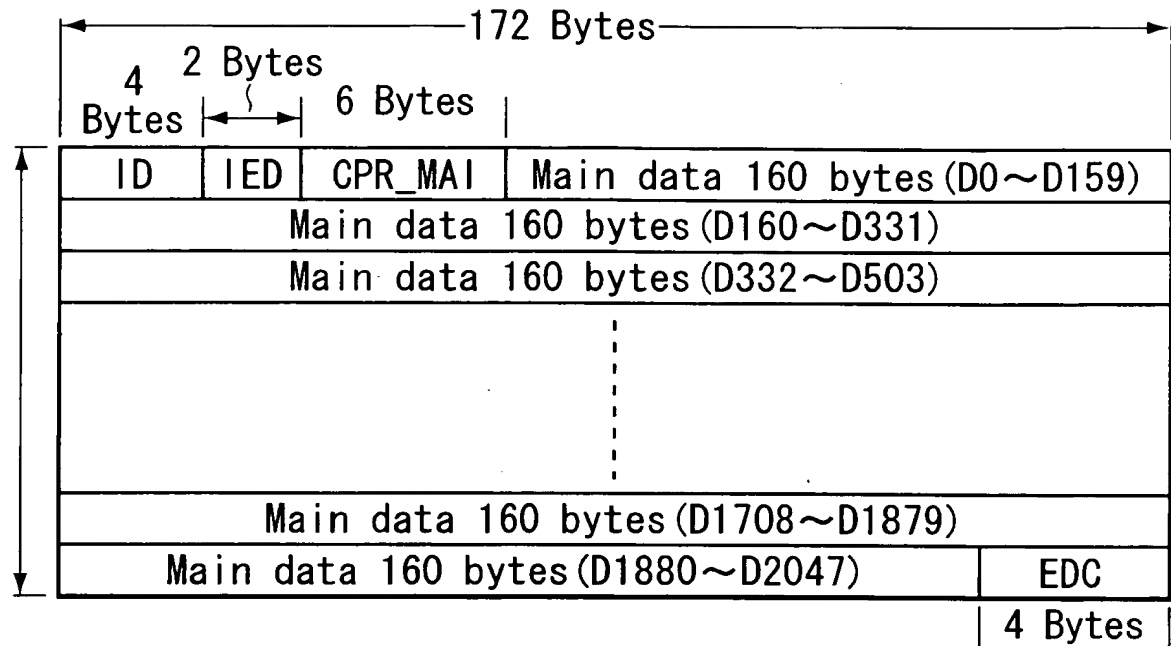 172 Bytes
4 Bytes
2 Bytes
6 Bytes
ID IED CPR_MAI Main data 160 bytes(D0～D159)
Main data 160 bytes(D160～D331)
Main data 160 bytes(D332～D503)
Main data 160 bytes(D1708～D1879)
Main data 160 bytes(D1880～D2047) EDC
4 Bytes